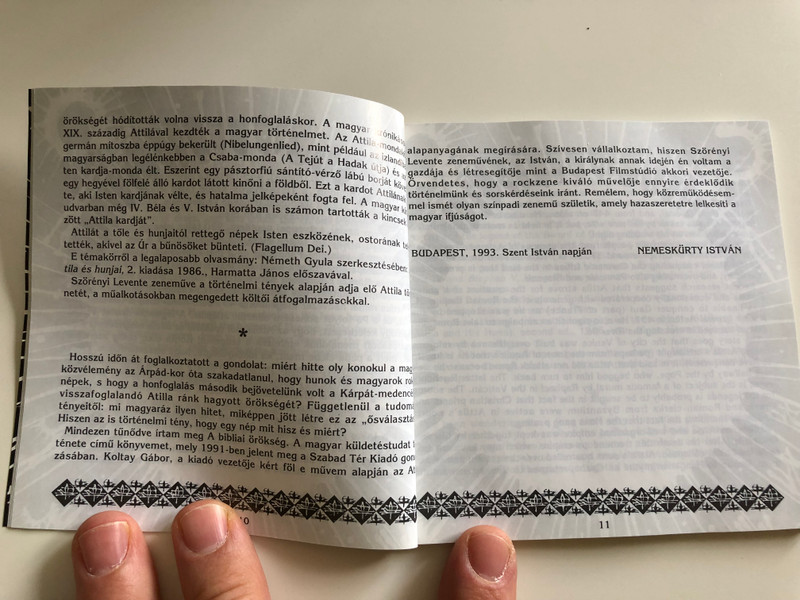 örökségét hódították volna vissza a honfoglaláskor. A magyar
XIX. századig Attilával kezdték a magyar történelmet. Az Attila-mondák
germán mítoszba éppúgy bekerült (Nibelungenlied), mint például az izlandi
magyarságban legélénkebben a Csaba-monda (A Tejút a Hadak útja) és
ten kardja-monda élt. Eszerint egy pásztorfiú sántító-vérző lábú borját
egy hegyével fölfelé álló kardot látott kinőni a földből. Ezt a kardot Attilának
te, aki Isten kardjának vélte, és hatalma jelképeként fogta fel. A magyar
udvarban még IV. Béla és V. István korában is számon tartották a kincsek
zött „Attila kardját".
Attilát a tőle és hunjaitól rettegő népek Isten eszközének, ostorának
tették, akivel az Úr a bűnösöket bünteti. (Flagellum Dei.)
E témakörről a legalaposabb olvasmány: Németh Gyula szerkesztésében:
tila és hunjai, 2. kiadása 1986., Harmatta János előszavával.
Szörényi Levente zeneműve a történelmi tények alapján adja elő Attila
netét, a műalkotásokban megengedett költői átfogalmazásokkal.
*
Hosszú időn át foglalkoztatott a gondolat: miért hitte oly konokul a
közvélemény az Árpád-kor óta szakadatlanul, hogy hunok és magyarok
népek, s hogy a honfoglalás második bejövetelünk volt a Kárpát-medencé
visszafoglalandó Atilla ránk hagyott örökségét? Függetlenül a
tényeitől: mi magyaráz ilyen hitet, miképpen jött létre ez az „ősválasztás
Hiszen az is történelmi tény, hogy egy nép mit hisz és miért?
Mindezen tűnődve írtam meg A bibliai örökség. A magyar küldetéstudat
ténete című könyvemet, mely 1991-ben jelent meg a Szabad Tér Kiadó
zásában. Koltay Gábor, a kiadó vezetője kért föl e művem alapján az
10
alapanyagának megírására. Szívesen vállalkoztam, hiszen Szörényi
Levente zeneművének, az István, a királynak annak idején én voltam a
gazdája és létresegítője mint a Budapest Filmstúdió akkori vezetője.
Örvendetes, hogy a rockzene kiváló művelője ennyire érdeklődik
történelmünk és sorskérdéseink iránt. Remélem, hogy közreműködésem-
mel ismét olyan színpadi zenemű születik, amely hazaszeretetre lelkesíti a
magyar ifjúságot.
BUDAPEST, 1993. Szent István napján NEMESKÜRTY ISTVÁN
11